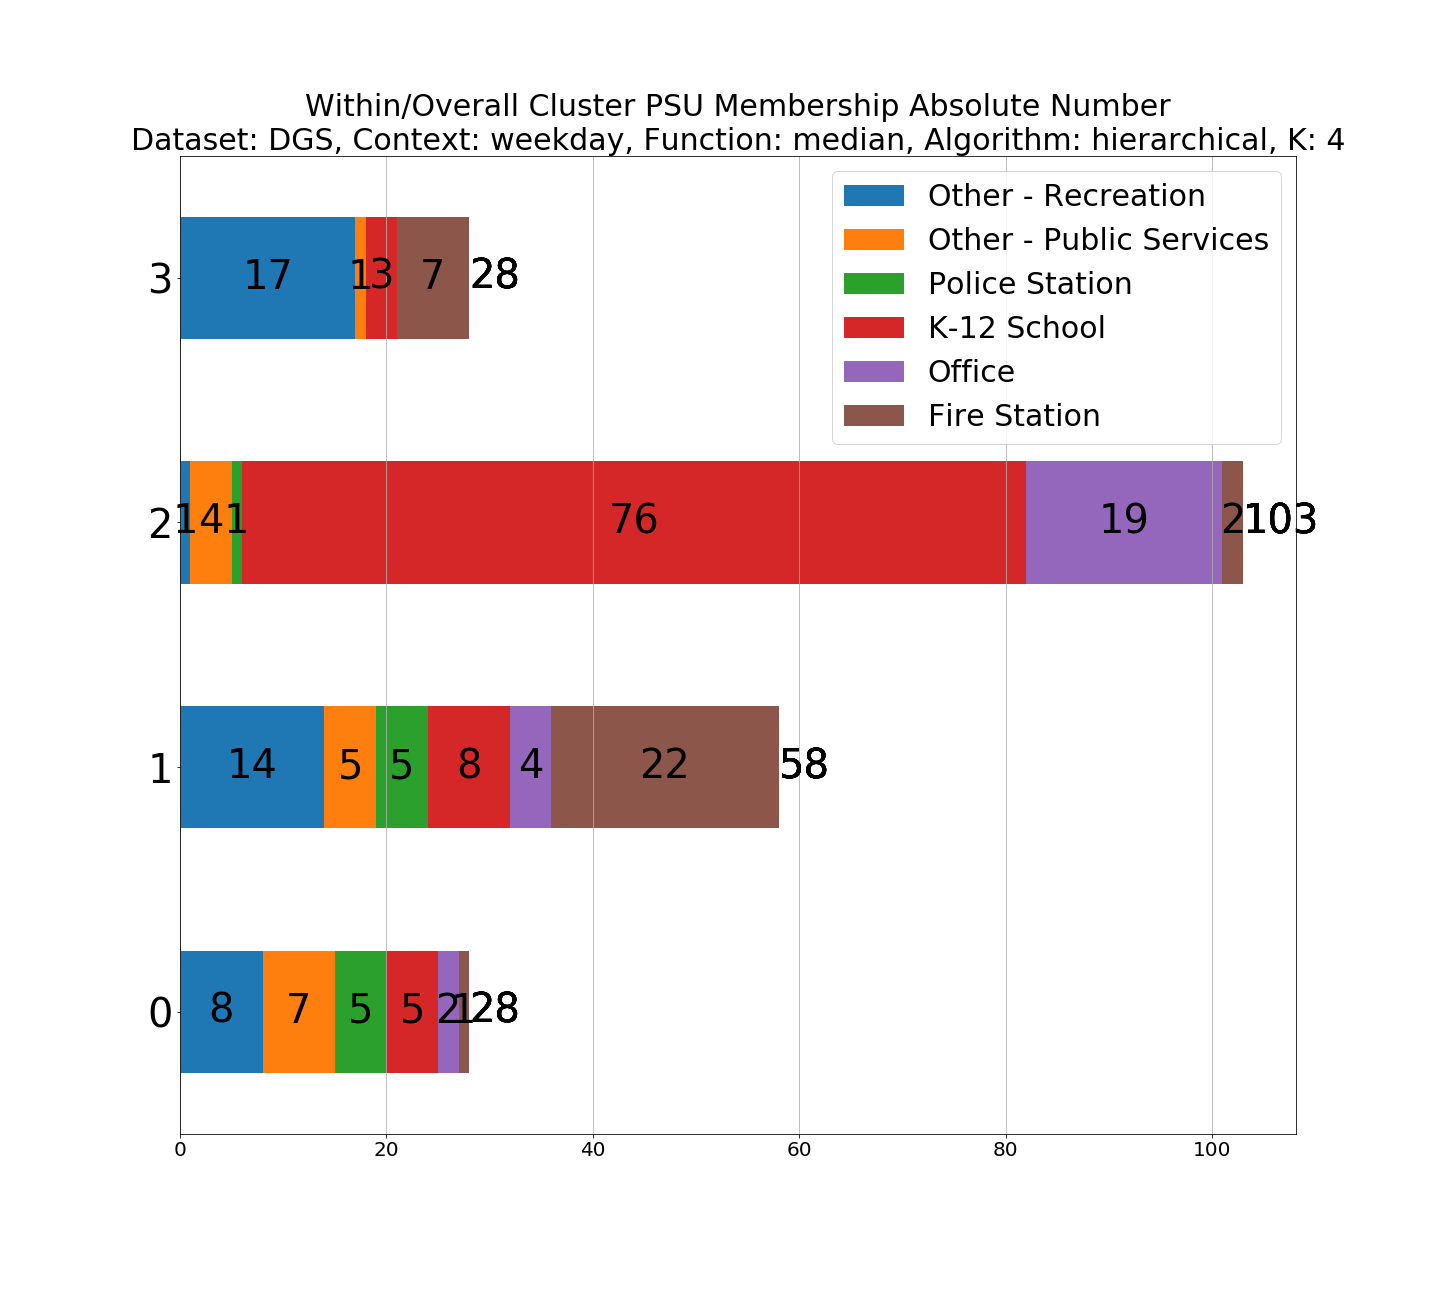 Within/Overall Cluster PSU Membership Absolute Number
Dataset: DGS, Context: weekday, Function: median, Algorithm: hierarchical, K: 4
Other - Recreation
Other - Public Services
Police Station
K-12 School
Office
Fire Station
3 17 1 3 7 28
2 1 4 1 76 19 2 103
1 14 5 5 8 4 22 58
0 8 7 5 5 2 1 28
0 20 40 60 80 100